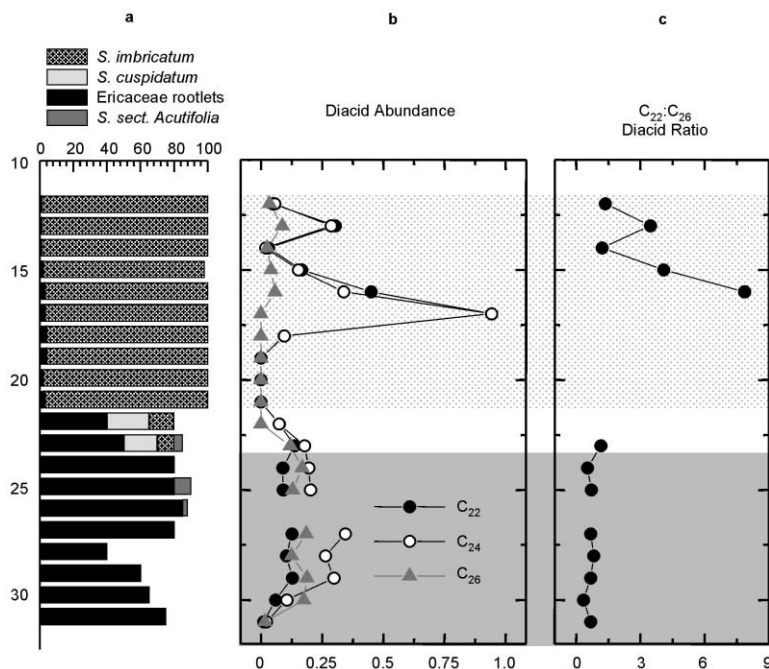 a b c
S. imbricatum
S. cuspidatum
Ericaceae rootlets
S. sect. Acutifolia
Diacid Abundance
C₂₂:C₂₆
Diacid Ratio
0 20 40 60 80 100
10
15
20
25
30
C₂₂
C₂₄
C₂₆
0 0.25 0.5 0.75 1.0
0 3 6 9